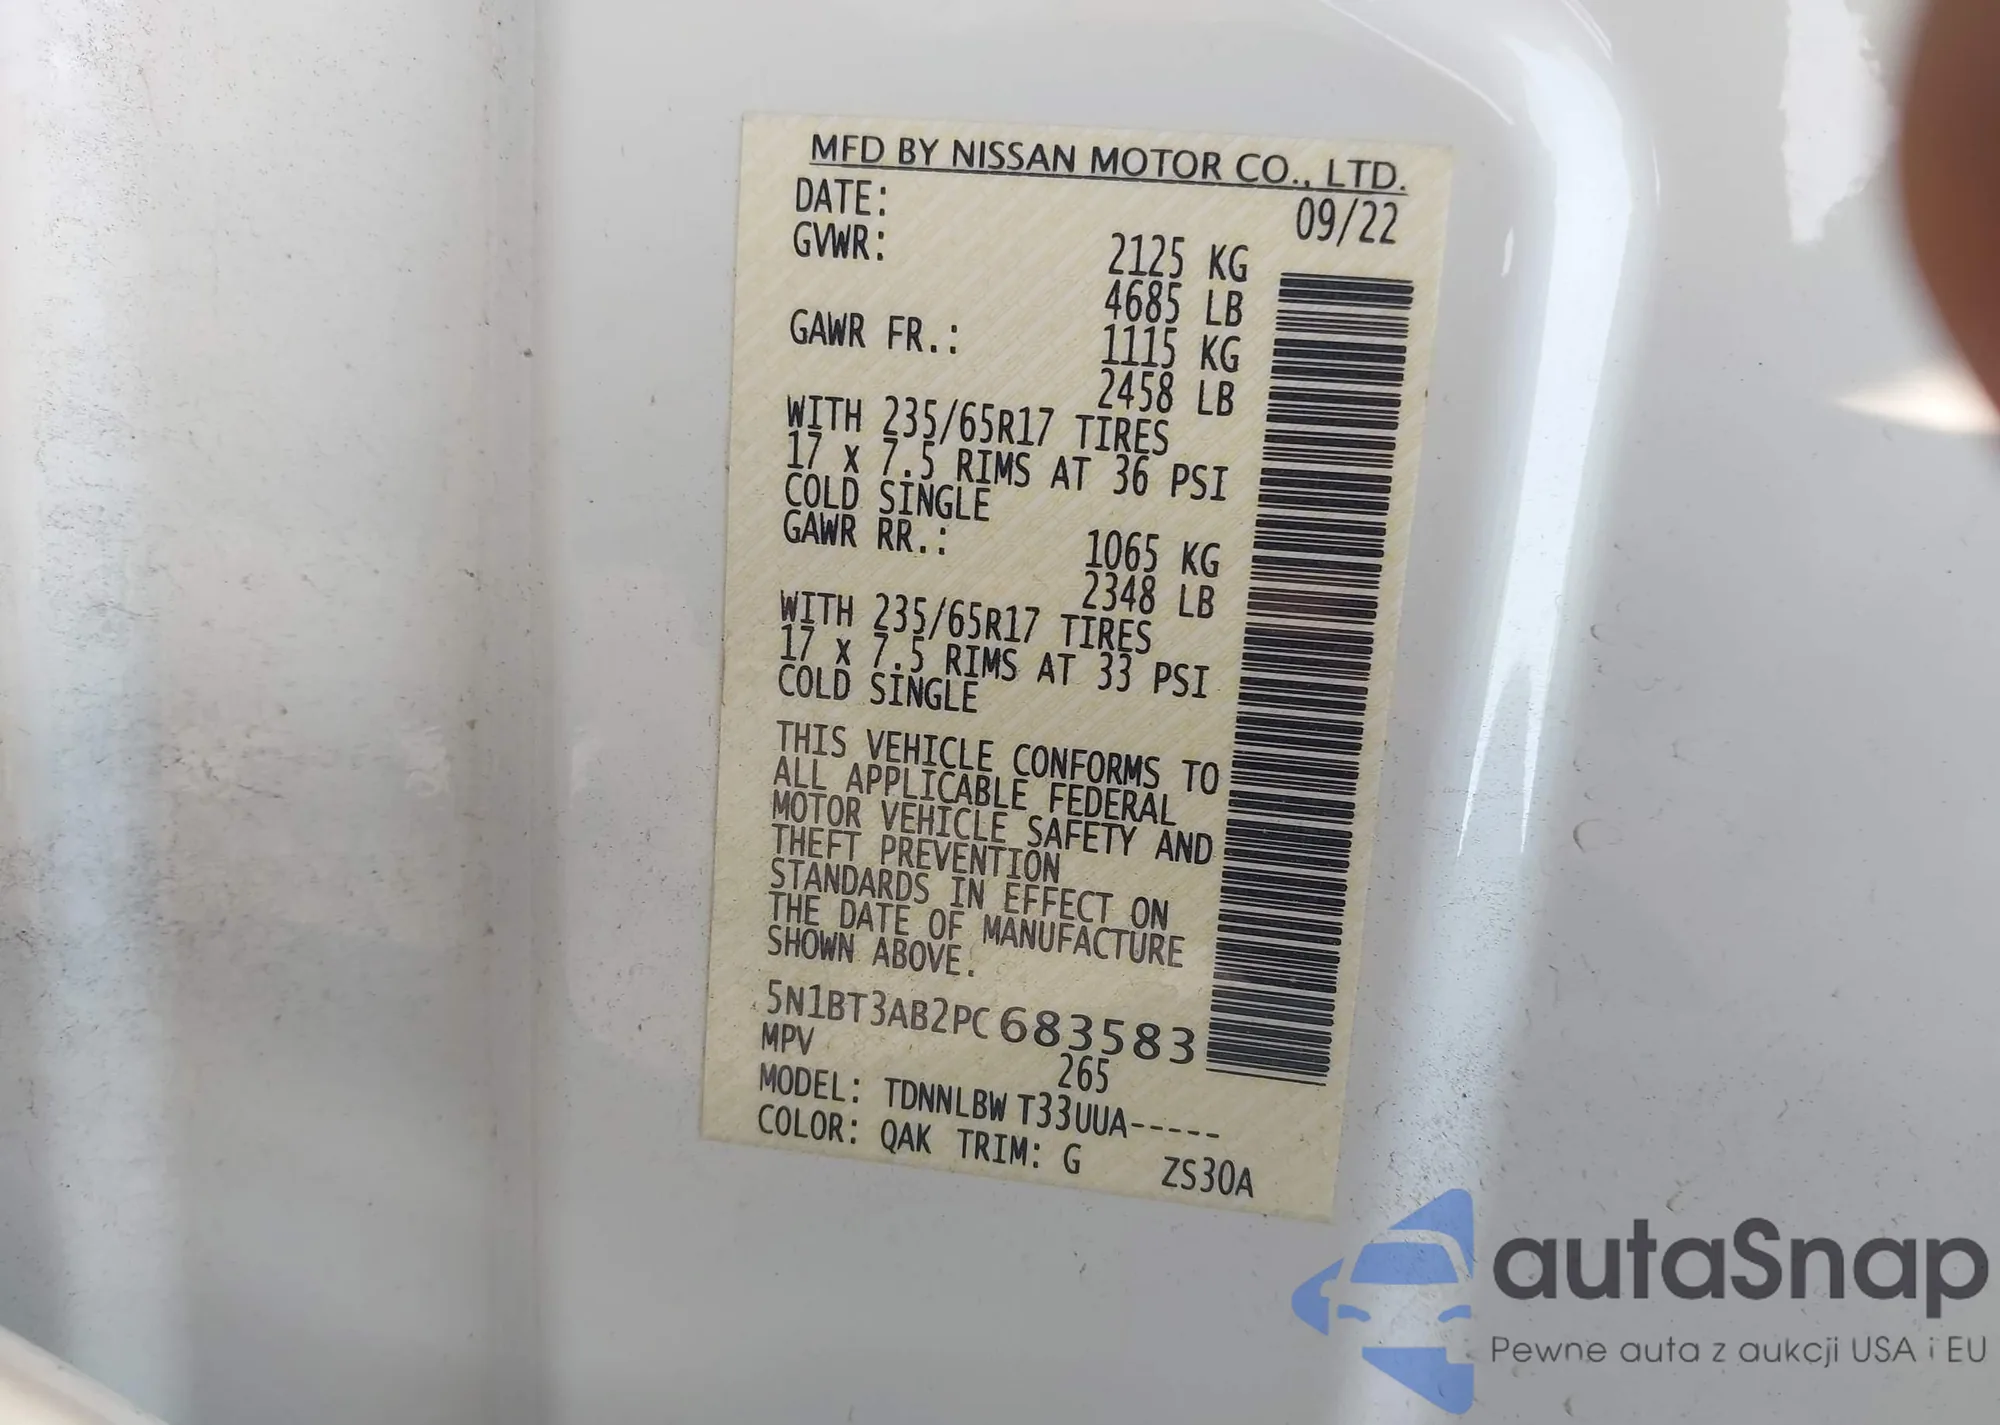 MFD BY NISSAN MOTOR CO., LTD.
DATE: 09/22
GVWR: 2125 KG
4685 LB
GAWR FR.: 1115 KG
2458 LB
WITH 235/65R17 TIRES
17 x 7.5 RIMS AT 36 PSI
COLD SINGLE
GAWR RR.: 1065 KG
2348 LB
WITH 235/65R17 TIRES
17 x 7.5 RIMS AT 33 PSI
COLD SINGLE
THIS VEHICLE CONFORMS TO
ALL APPLICABLE FEDERAL
MOTOR VEHICLE SAFETY AND
THEFT PREVENTION
STANDARDS IN EFFECT ON
THE DATE OF MANUFACTURE
SHOWN ABOVE.
5N1BT3AB2PC683583
MPV 265
MODEL: TDNNLBW T33UUA-----
COLOR: QAK TRIM: G ZS30A
autaSnap
Pewne auta z aukcji USA i EU